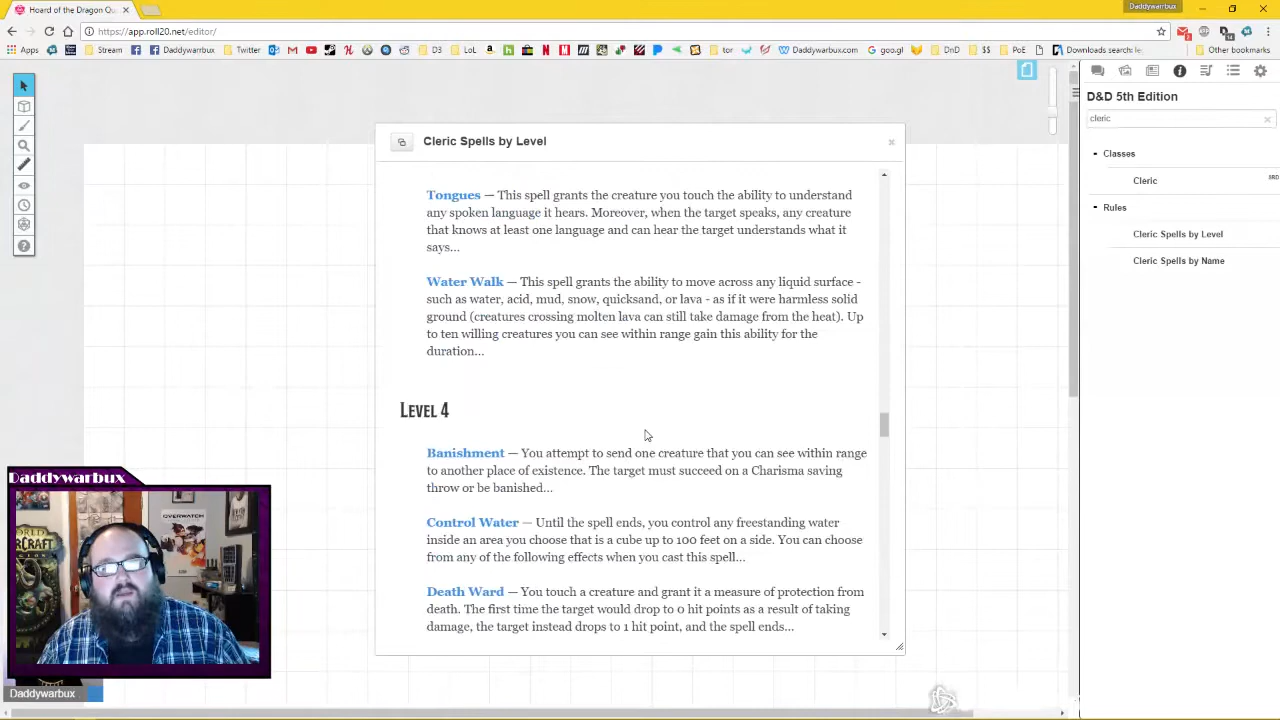 Hoard of the Dragon Qu
Daddywarbux
https://app.roll20.net/editor/
Apps
Stream
Twitter
D3
LoL
tor
Daddywarbux.com
goo.gl
DnD
$$
PoE
Downloads search:
Other bookmarks
D&D 5th Edition
cleric
Classes
Cleric
SRD
Rules
Cleric Spells by Level
Cleric Spells by Name
Cleric Spells by Level
Tongues — This spell grants the creature you touch the ability to understand
any spoken language it hears. Moreover, when the target speaks, any creature
that knows at least one language and can hear the target understands what it
says...
Water Walk — This spell grants the ability to move across any liquid surface -
such as water, acid, mud, snow, quicksand, or lava - as if it were harmless solid
ground (creatures crossing molten lava can still take damage from the heat). Up
to ten willing creatures you can see within range gain this ability for the
duration...
Level 4
Banishment — You attempt to send one creature that you can see within range
to another place of existence. The target must succeed on a Charisma saving
throw or be banished...
Control Water — Until the spell ends, you control any freestanding water
inside an area you choose that is a cube up to 100 feet on a side. You can choose
from any of the following effects when you cast this spell...
Death Ward — You touch a creature and grant it a measure of protection from
death. The first time the target would drop to 0 hit points as a result of taking
damage, the target instead drops to 1 hit point, and the spell ends...
Daddywarbux
OVERWATCH
Daddywarbux